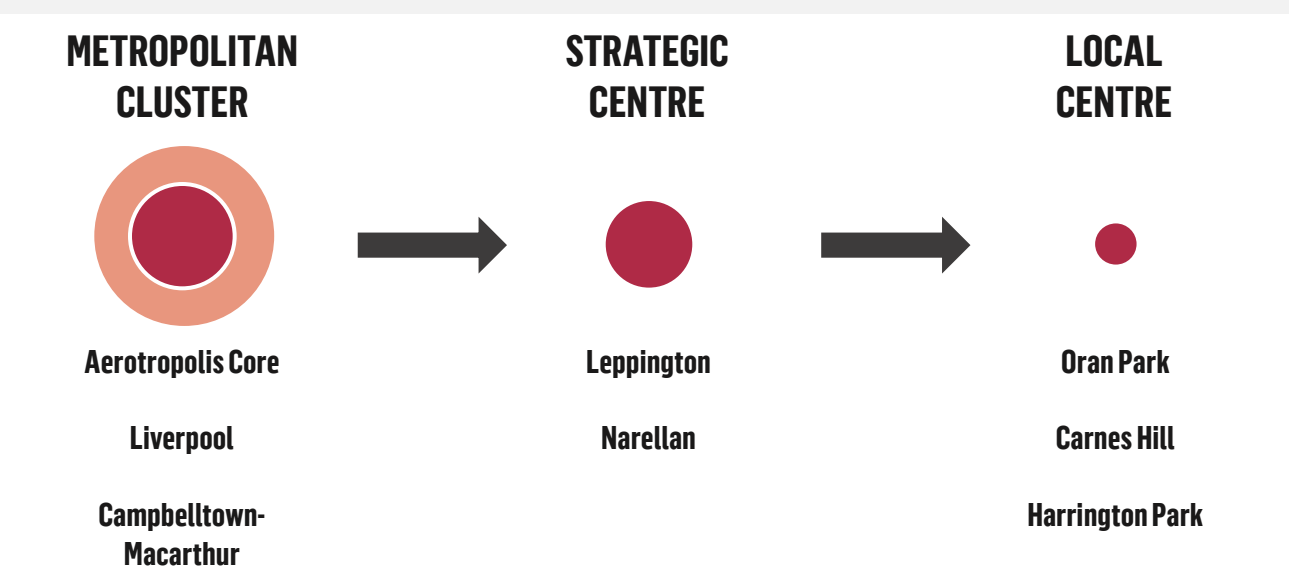 METROPOLITAN
CLUSTER
STRATEGIC
CENTRE
LOCAL
CENTRE
Aerotropolis Core
Liverpool
Campbelltown-
Macarthur
Leppington
Narellan
Oran Park
Carnes Hill
Harrington Park